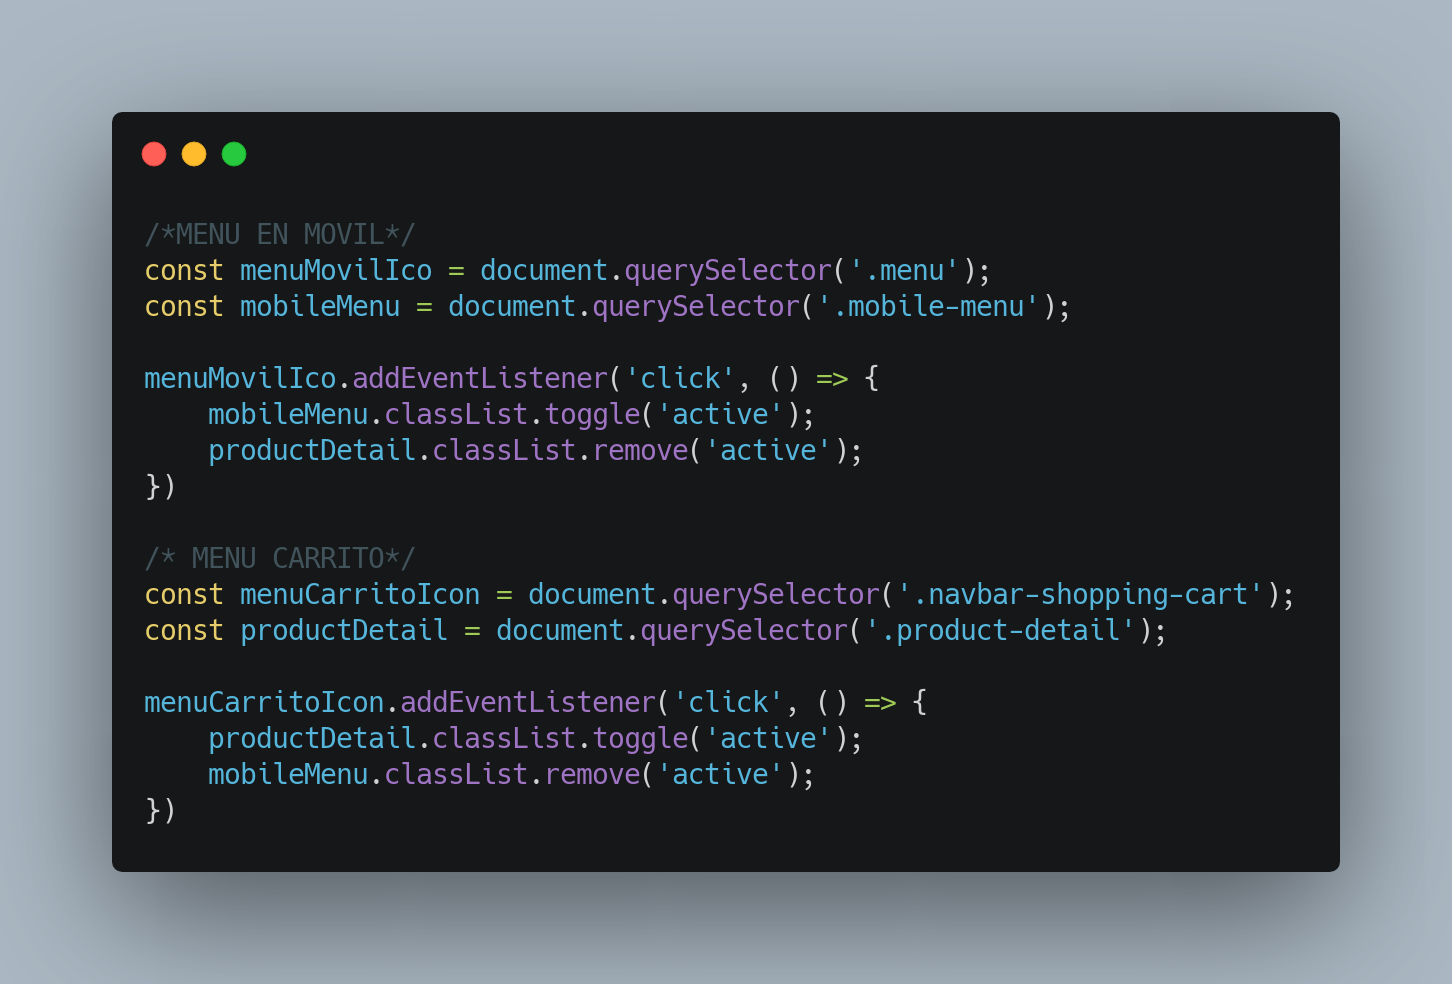 /*MENU EN MOVIL*/
const menuMovilIco = document.querySelector('.menu');
const mobileMenu = document.querySelector('.mobile-menu');

menuMovilIco.addEventListener('click', () => {
    mobileMenu.classList.toggle('active');
    productDetail.classList.remove('active');
})

/* MENU CARRITO*/
const menuCarritoIcon = document.querySelector('.navbar-shopping-cart');
const productDetail = document.querySelector('.product-detail');

menuCarritoIcon.addEventListener('click', () => {
    productDetail.classList.toggle('active');
    mobileMenu.classList.remove('active');
})